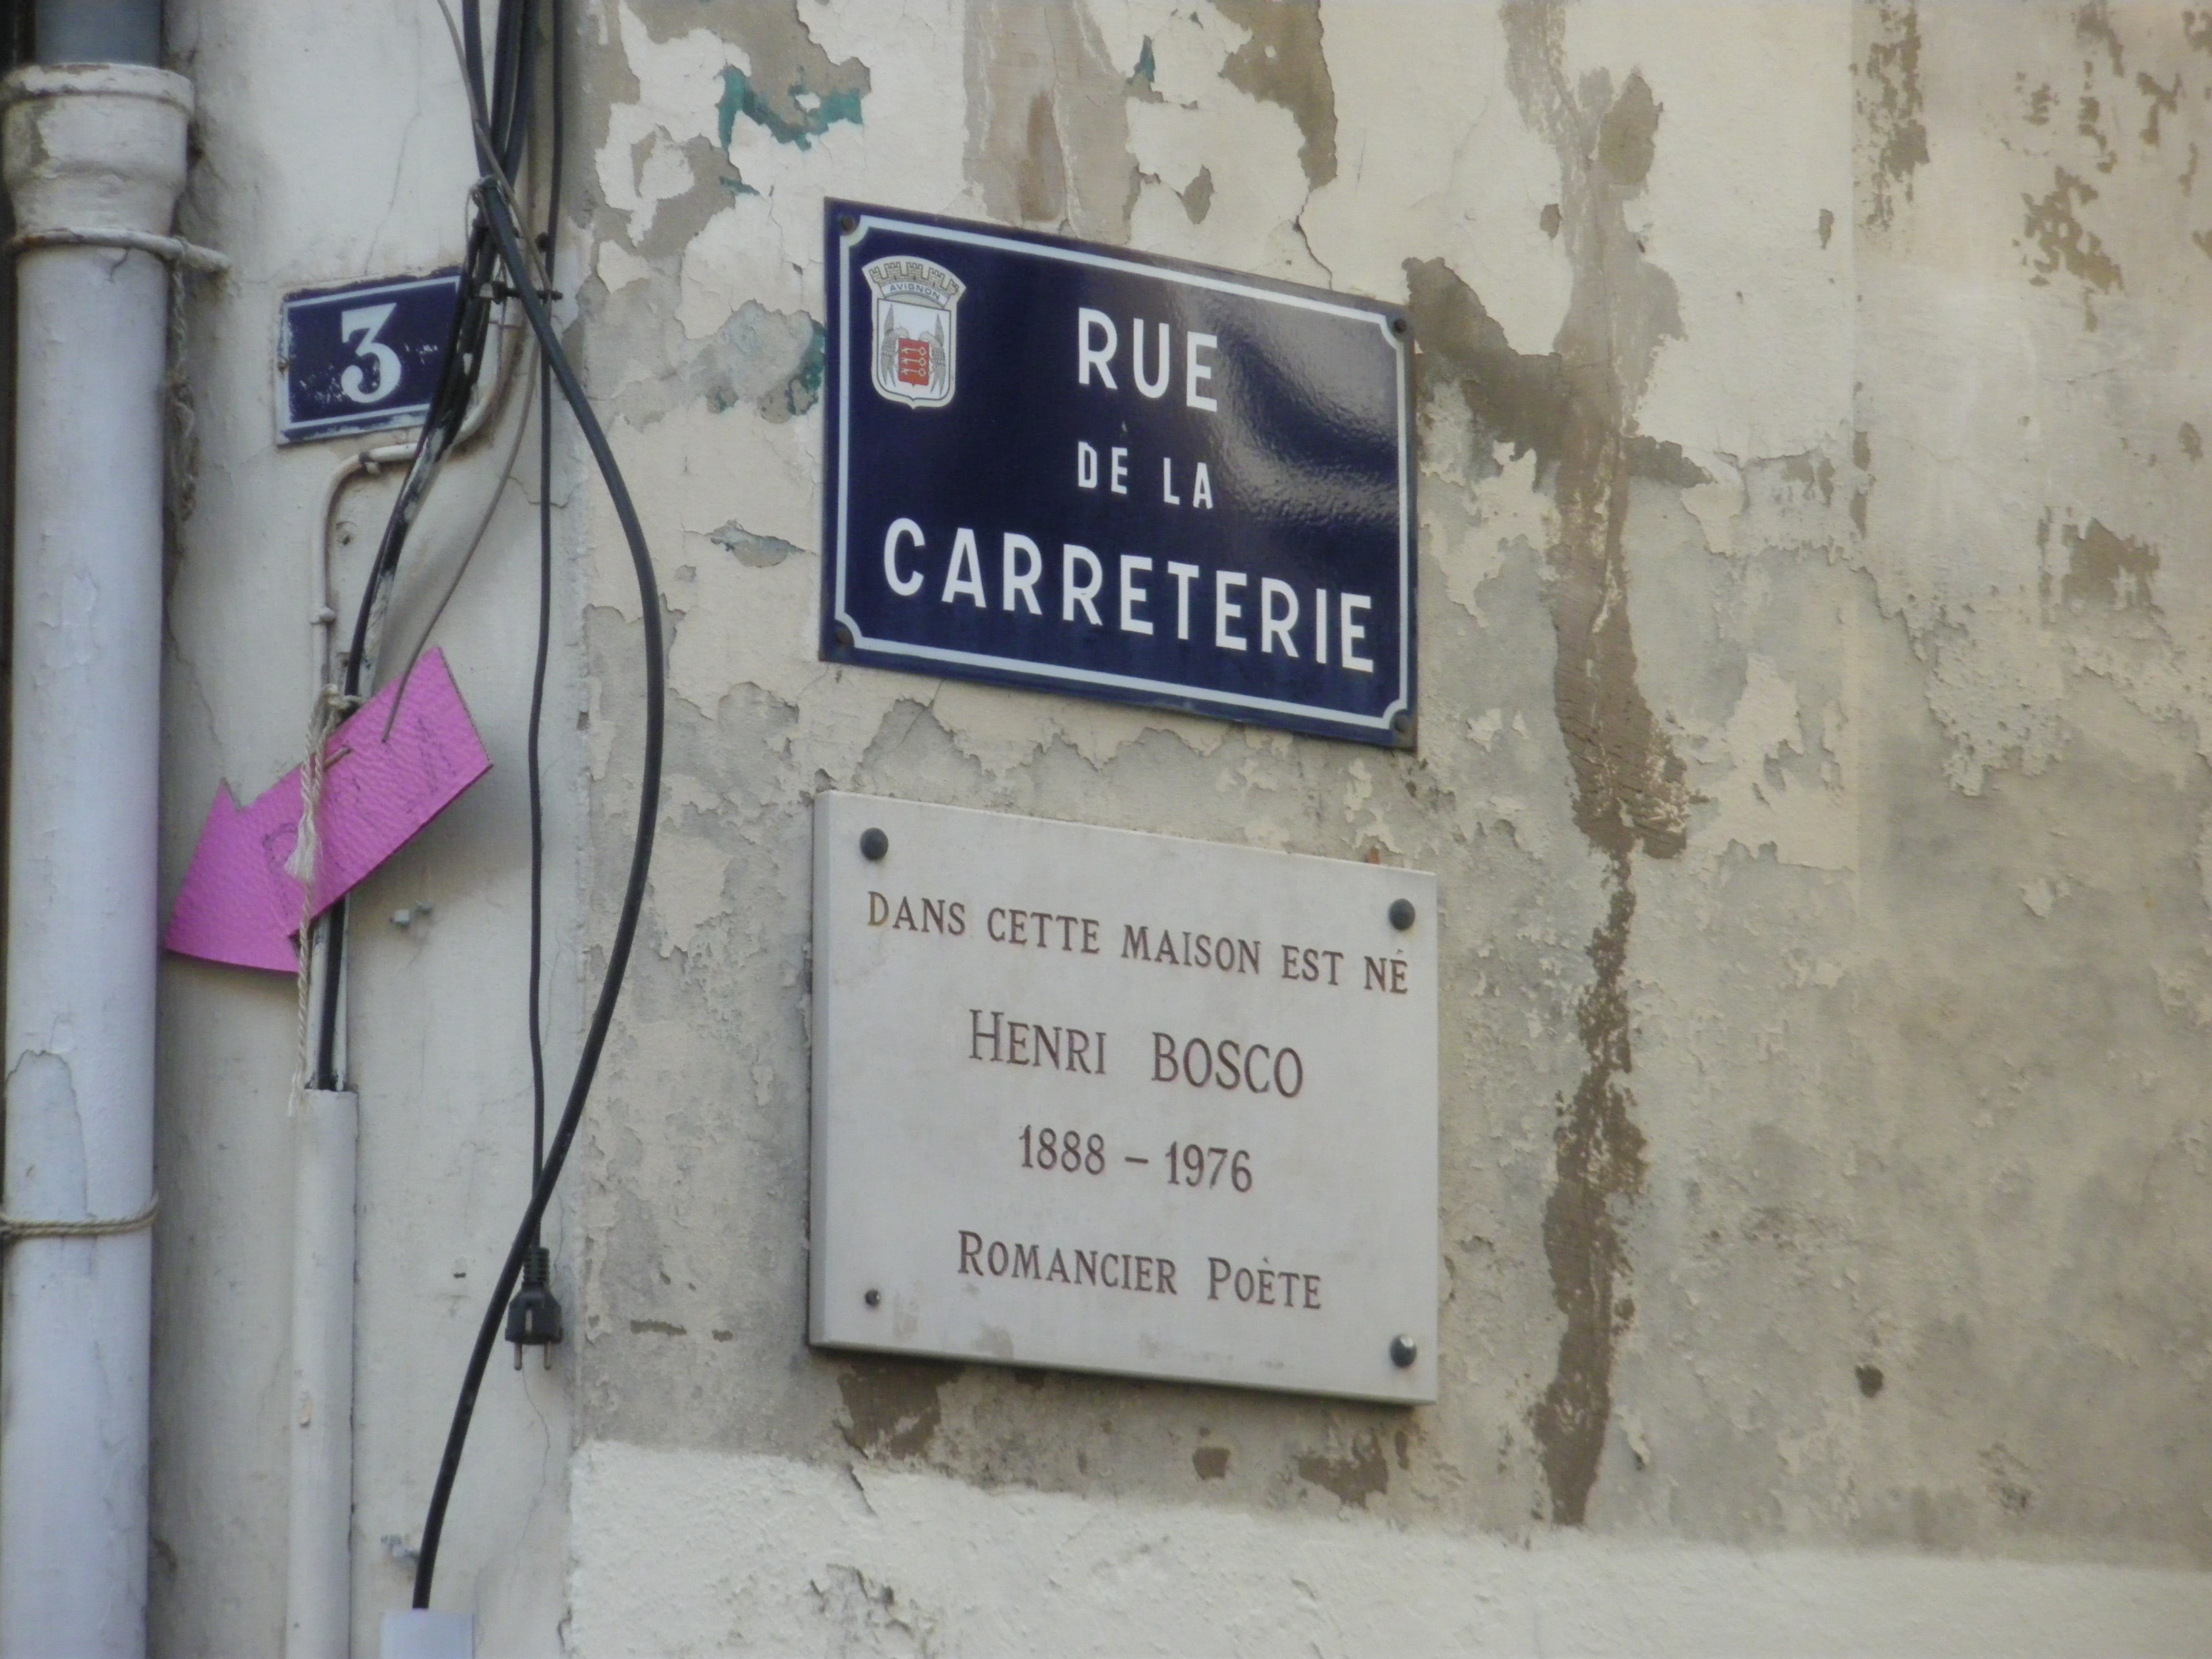 3
AVIGNON
RUE
DE LA
CARRETERIE
DANS CETTE MAISON EST NÉ
HENRI BOSCO
1888 - 1976
ROMANCIER POÈTE